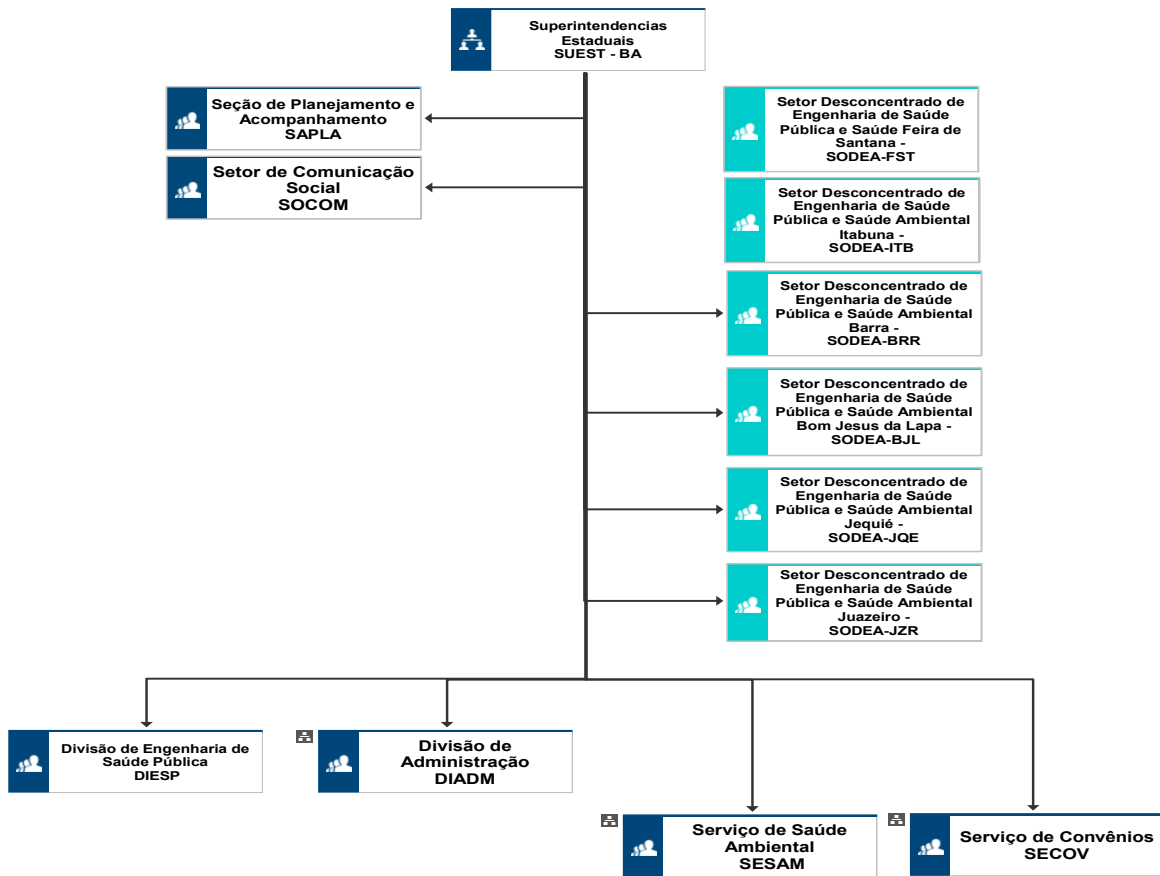 Superintendencias
Estaduais
SUEST - BA
Seção de Planejamento e
Acompanhamento
SAPLA
Setor de Comunicação
Social
SOCOM
Setor Desconcentrado de
Engenharia de Saúde
Pública e Saúde Feira de
Santana -
SODEA-FST
Setor Desconcentrado de
Engenharia de Saúde
Pública e Saúde Ambiental
Itabuna -
SODEA-ITB
Setor Desconcentrado de
Engenharia de Saúde
Pública e Saúde Ambiental
Barra -
SODEA-BRR
Setor Desconcentrado de
Engenharia de Saúde
Pública e Saúde Ambiental
Bom Jesus da Lapa -
SODEA-BJL
Setor Desconcentrado de
Engenharia de Saúde
Pública e Saúde Ambiental
Jequié -
SODEA-JQE
Setor Desconcentrado de
Engenharia de Saúde
Pública e Saúde Ambiental
Juazeiro -
SODEA-JZR
Divisão de Engenharia de
Saúde Pública
DIESP
Divisão de
Administração
DIADM
Serviço de Saúde
Ambiental
SESAM
Serviço de Convênios
SECOV